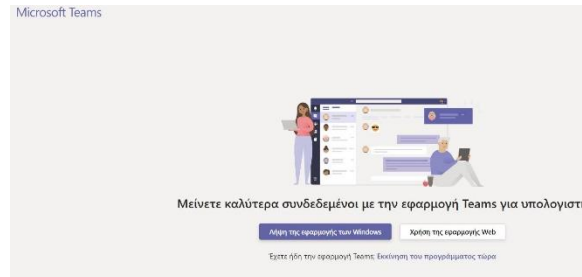 Microsoft Teams
Μείνετε καλύτερα συνδεδεμένοι με την εφαρμογή Teams για υπολογιστ
Λήψη της εφαρμογής των Windows
Χρήση της εφαρμογής Web
Έχετε ήδη την εφαρμογή Teams; Εκκίνηση του προγράμματος τώρα